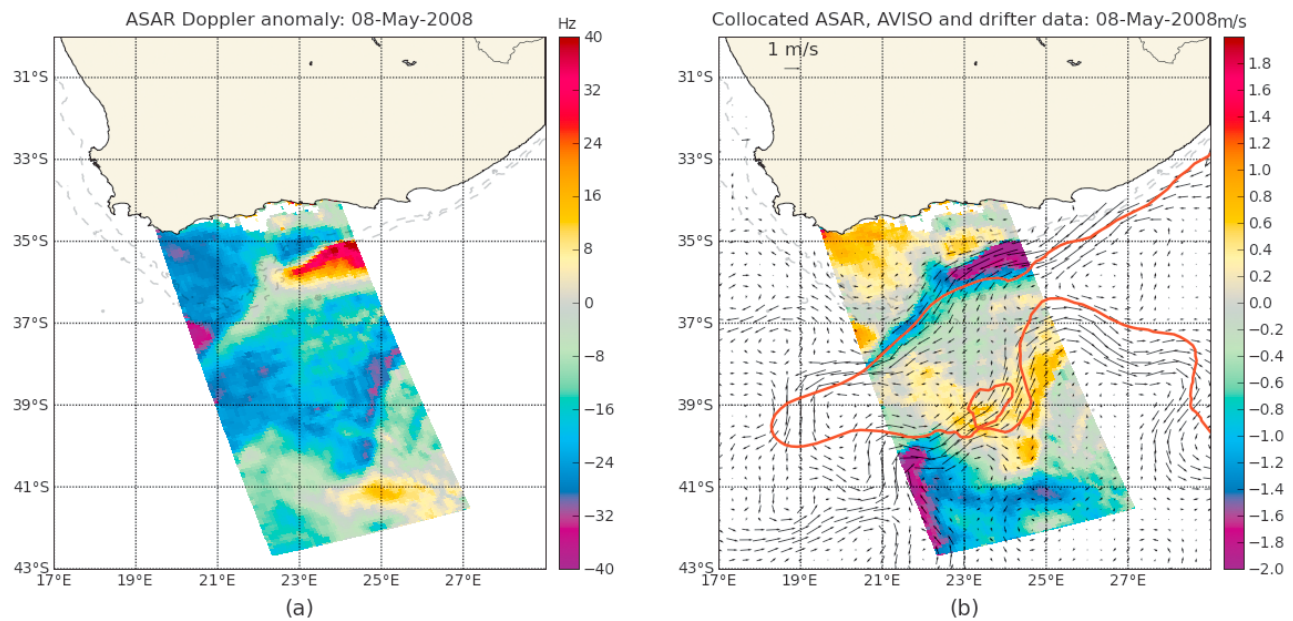 ASAR Doppler anomaly: 08-May-2008
Hz
40
32
24
16
8
0
−8
−16
−24
−32
−40
31°S
33°S
35°S
37°S
39°S
41°S
43°S
17°E
19°E
21°E
23°E
25°E
27°E
(a)
Collocated ASAR, AVISO and drifter data: 08-May-2008
m/s
1 m/s
1.8
1.6
1.4
1.2
1.0
0.8
0.6
0.4
0.2
0.0
−0.2
−0.4
−0.6
−0.8
−1.0
−1.2
−1.4
−1.6
−1.8
−2.0
31°S
33°S
35°S
37°S
39°S
41°S
43°S
17°E
19°E
21°E
23°E
25°E
27°E
(b)